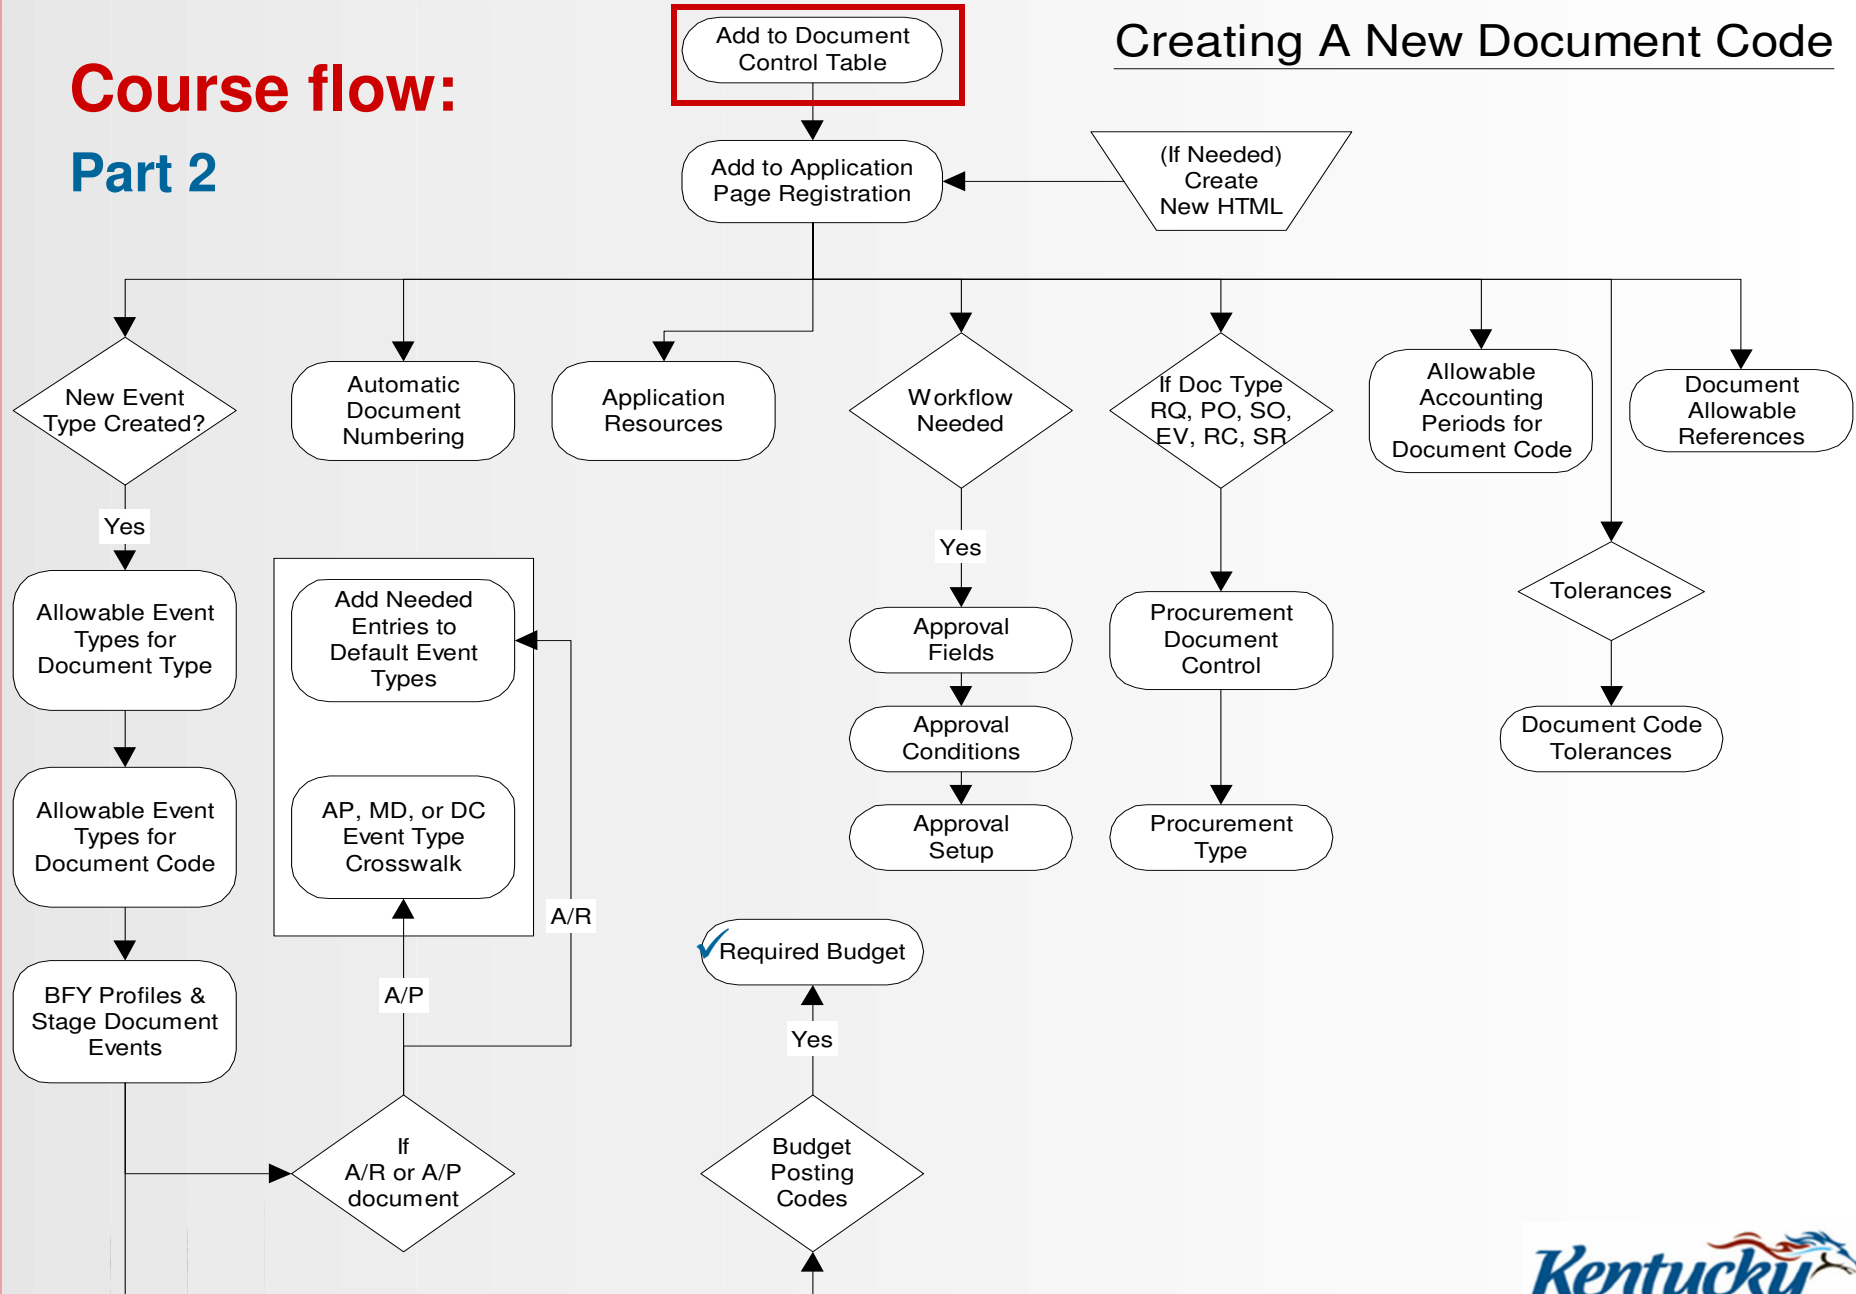 Creating A New Document Code
Course flow:
Part 2
Add to Document
Control Table
Add to Application
Page Registration
(If Needed)
Create
New HTML
New Event
Type Created?
Automatic
Document
Numbering
Application
Resources
Workflow
Needed
If Doc Type
RQ, PO, SO,
EV, RC, SR
Allowable
Accounting
Periods for
Document Code
Document
Allowable
References
Yes
Allowable Event
Types for
Document Type
Allowable Event
Types for
Document Code
BFY Profiles &
Stage Document
Events
Add Needed
Entries to
Default Event
Types
AP, MD, or DC
Event Type
Crosswalk
A/R
A/P
If
A/R or A/P
document
Yes
Approval
Fields
Approval
Conditions
Approval
Setup
Procurement
Document
Control
Procurement
Type
Tolerances
Document Code
Tolerances
Required Budget
Yes
Budget
Posting
Codes
Kentucky